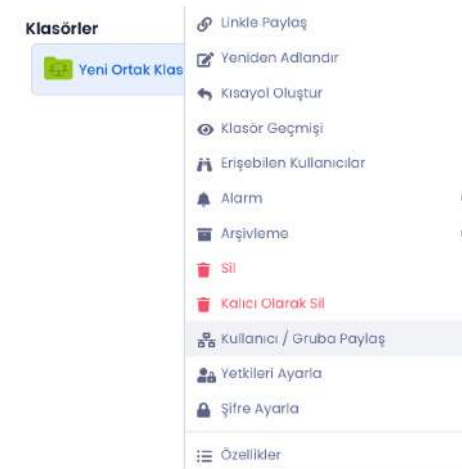 Klasörler
Yeni Ortak Klas
Linkle Paylaş
Yeniden Adlandır
Kısayol Oluştur
Klasör Geçmişi
Erişebilen Kullanıcılar
Alarm
Arşivleme
Sil
Kalıcı Olarak Sil
Kullanıcı / Gruba Paylaş
Yetkileri Ayarla
Şifre Ayarla
Özellikler